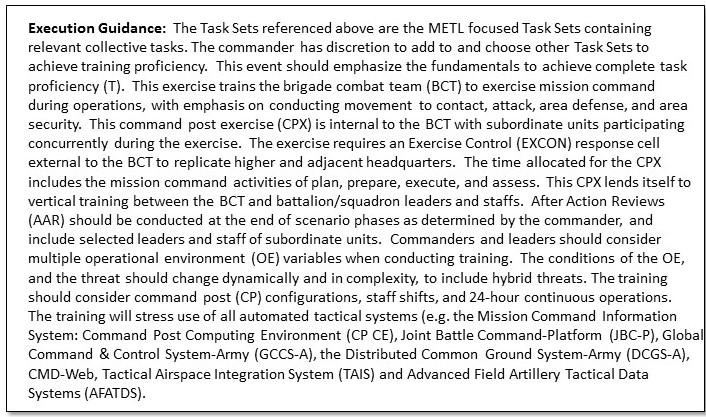 Execution Guidance: The Task Sets referenced above are the METL focused Task Sets containing
relevant collective tasks. The commander has discretion to add to and choose other Task Sets to
achieve training proficiency. This event should emphasize the fundamentals to achieve complete task
proficiency (T). This exercise trains the brigade combat team (BCT) to exercise mission command
during operations, with emphasis on conducting movement to contact, attack, area defense, and area
security. This command post exercise (CPX) is internal to the BCT with subordinate units participating
concurrently during the exercise. The exercise requires an Exercise Control (EXCON) response cell
external to the BCT to replicate higher and adjacent headquarters. The time allocated for the CPX
includes the mission command activities of plan, prepare, execute, and assess. This CPX lends itself to
vertical training between the BCT and battalion/squadron leaders and staffs. After Action Reviews
(AAR) should be conducted at the end of scenario phases as determined by the commander, and
include selected leaders and staff of subordinate units. Commanders and leaders should consider
multiple operational environment (OE) variables when conducting training. The conditions of the OE,
and the threat should change dynamically and in complexity, to include hybrid threats. The training
should consider command post (CP) configurations, staff shifts, and 24-hour continuous operations.
The training will stress use of all automated tactical systems (e.g. the Mission Command Information
System: Command Post Computing Environment (CP CE), Joint Battle Command-Platform (JBC-P), Global
Command & Control System-Army (GCCS-A), the Distributed Common Ground System-Army (DCGS-A),
CMD-Web, Tactical Airspace Integration System (TAIS) and Advanced Field Artillery Tactical Data
Systems (AFATDS).